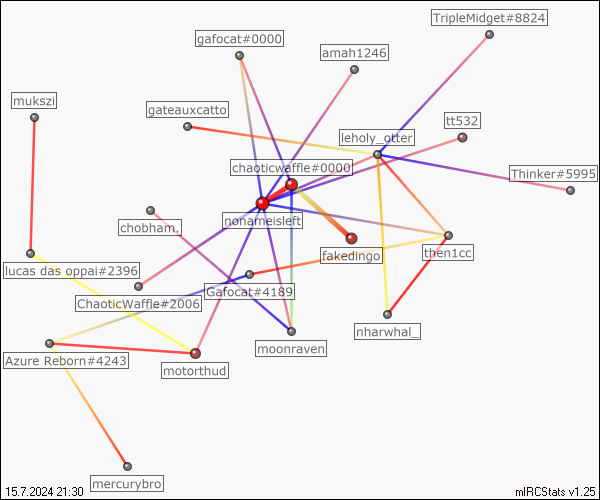 TripleMidget#8824
gafocat#0000
amah1246
mukszi
gateauxcatto
tt532
leholy_otter
chaoticwaffle#0000
Thinker#5995
nonameisleft
chobham.
fakedingo
then1cc
lucas das oppai#2396
Gafocat#4189
ChaoticWaffle#2006
nharwhal_
moonraven
Azure Reborn#4243
motorthud
mercurybro
15.7.2024 21:30
mIRCStats v1.25